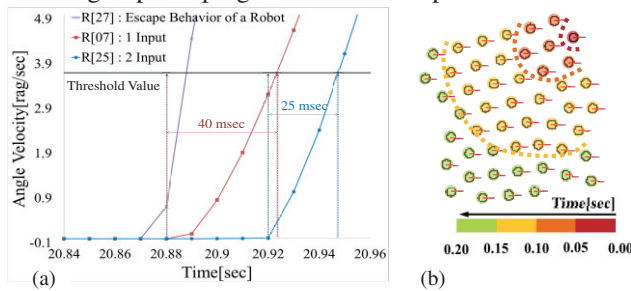 R[27] : Escape Behavior of a Robot
R[07] : 1 Input
R[25] : 2 Input
Threshold Value
40 msec
25 msec
Angle Velocity[rag/sec]
4.9
3.9
2.9
1.9
0.9
-0.1
20.84 20.86 20.88 20.9 20.92 20.94 20.96
Time[sec]
(a)
Time[sec]
0.20 0.15 0.10 0.05 0.00
(b)